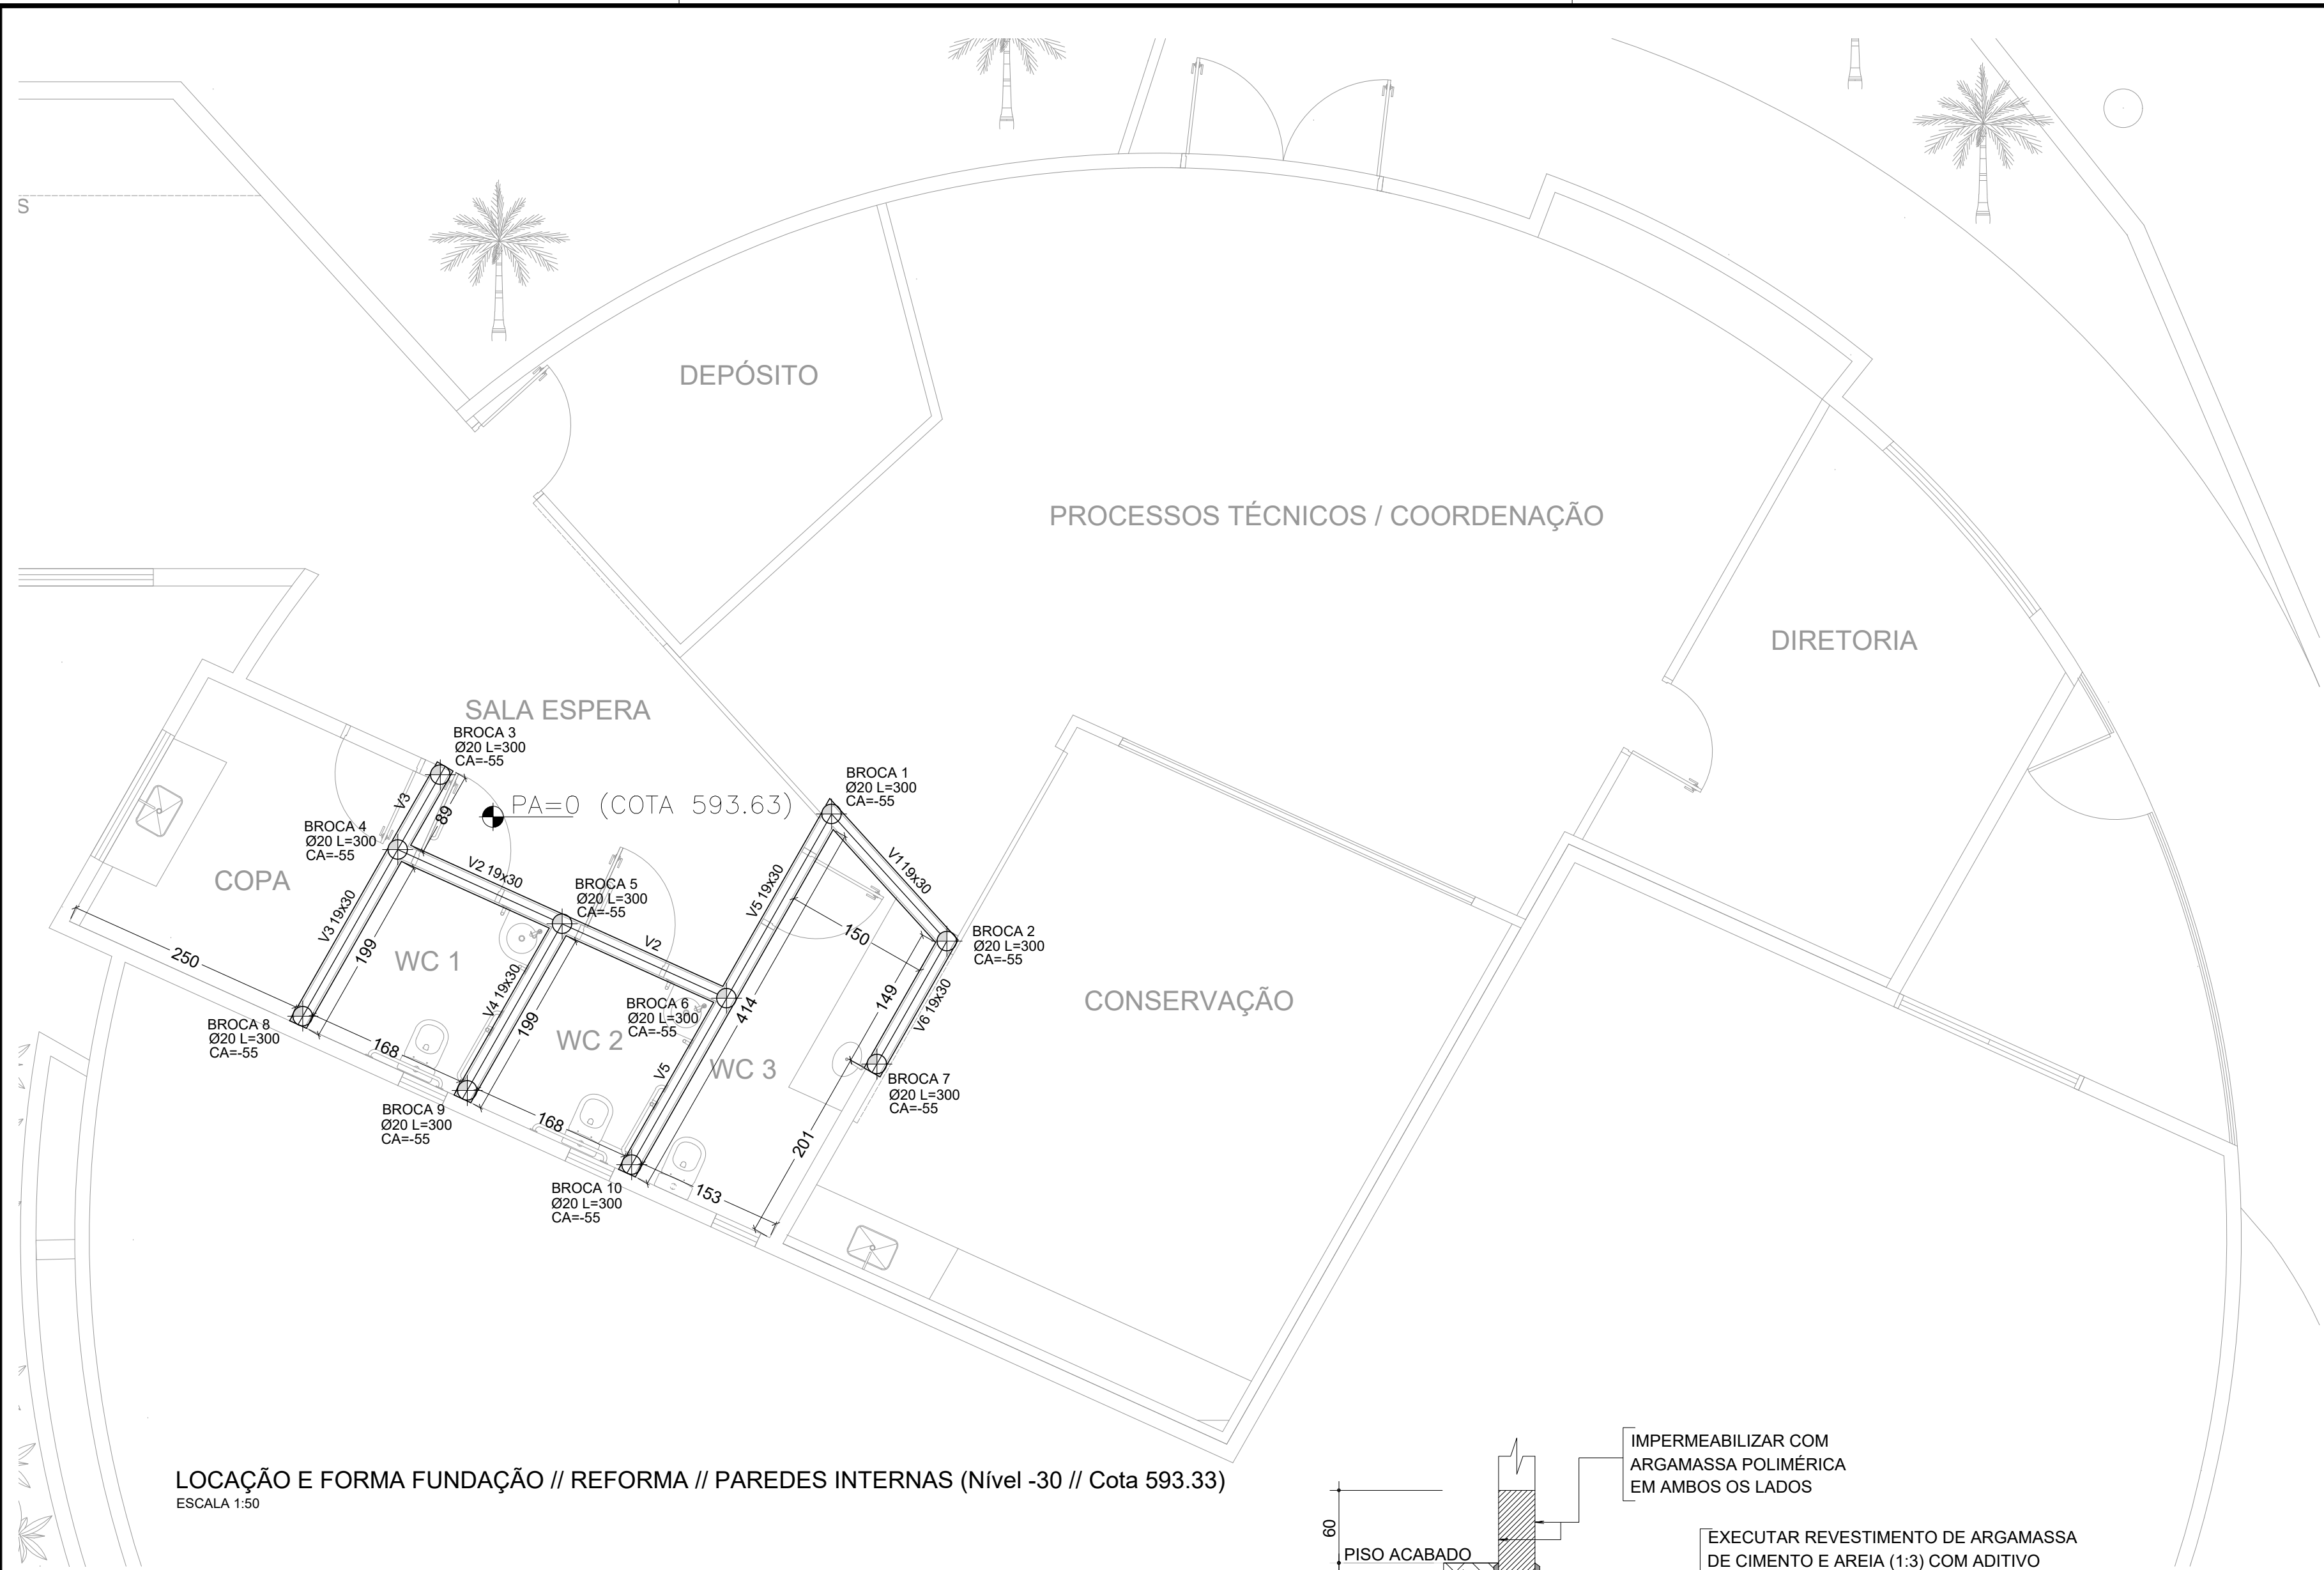 S
DEPÓSITO
PROCESSOS TÉCNICOS / COORDENAÇÃO
DIRETORIA
SALA ESPERA
BROCA 3
Ø20 L=300
CA=-55
BROCA 1
Ø20 L=300
CA=-55
V3
89
PA=0 (COTA 593.63)
BROCA 4
Ø20 L=300
CA=-55
COPA
V2 19x30
V1 19x30
BROCA 5
Ø20 L=300
CA=-55
V5 19x30
V3 19x30
150
BROCA 2
Ø20 L=300
CA=-55
250
199
WC 1
V2
V4 19x30
BROCA 6
Ø20 L=300
CA=-55
414
149
V6 19x30
CONSERVAÇÃO
BROCA 8
Ø20 L=300
CA=-55
168
199
WC 2
V5
WC 3
BROCA 7
Ø20 L=300
CA=-55
BROCA 9
Ø20 L=300
CA=-55
168
201
BROCA 10
Ø20 L=300
CA=-55
153
LOCAÇÃO E FORMA FUNDAÇÃO // REFORMA // PAREDES INTERNAS (Nível -30 // Cota 593.33)
ESCALA 1:50
IMPERMEABILIZAR COM
ARGAMASSA POLIMÉRICA
EM AMBOS OS LADOS
60
PISO ACABADO
EXECUTAR REVESTIMENTO DE ARGAMASSA
DE CIMENTO E AREIA (1:3) COM ADITIVO